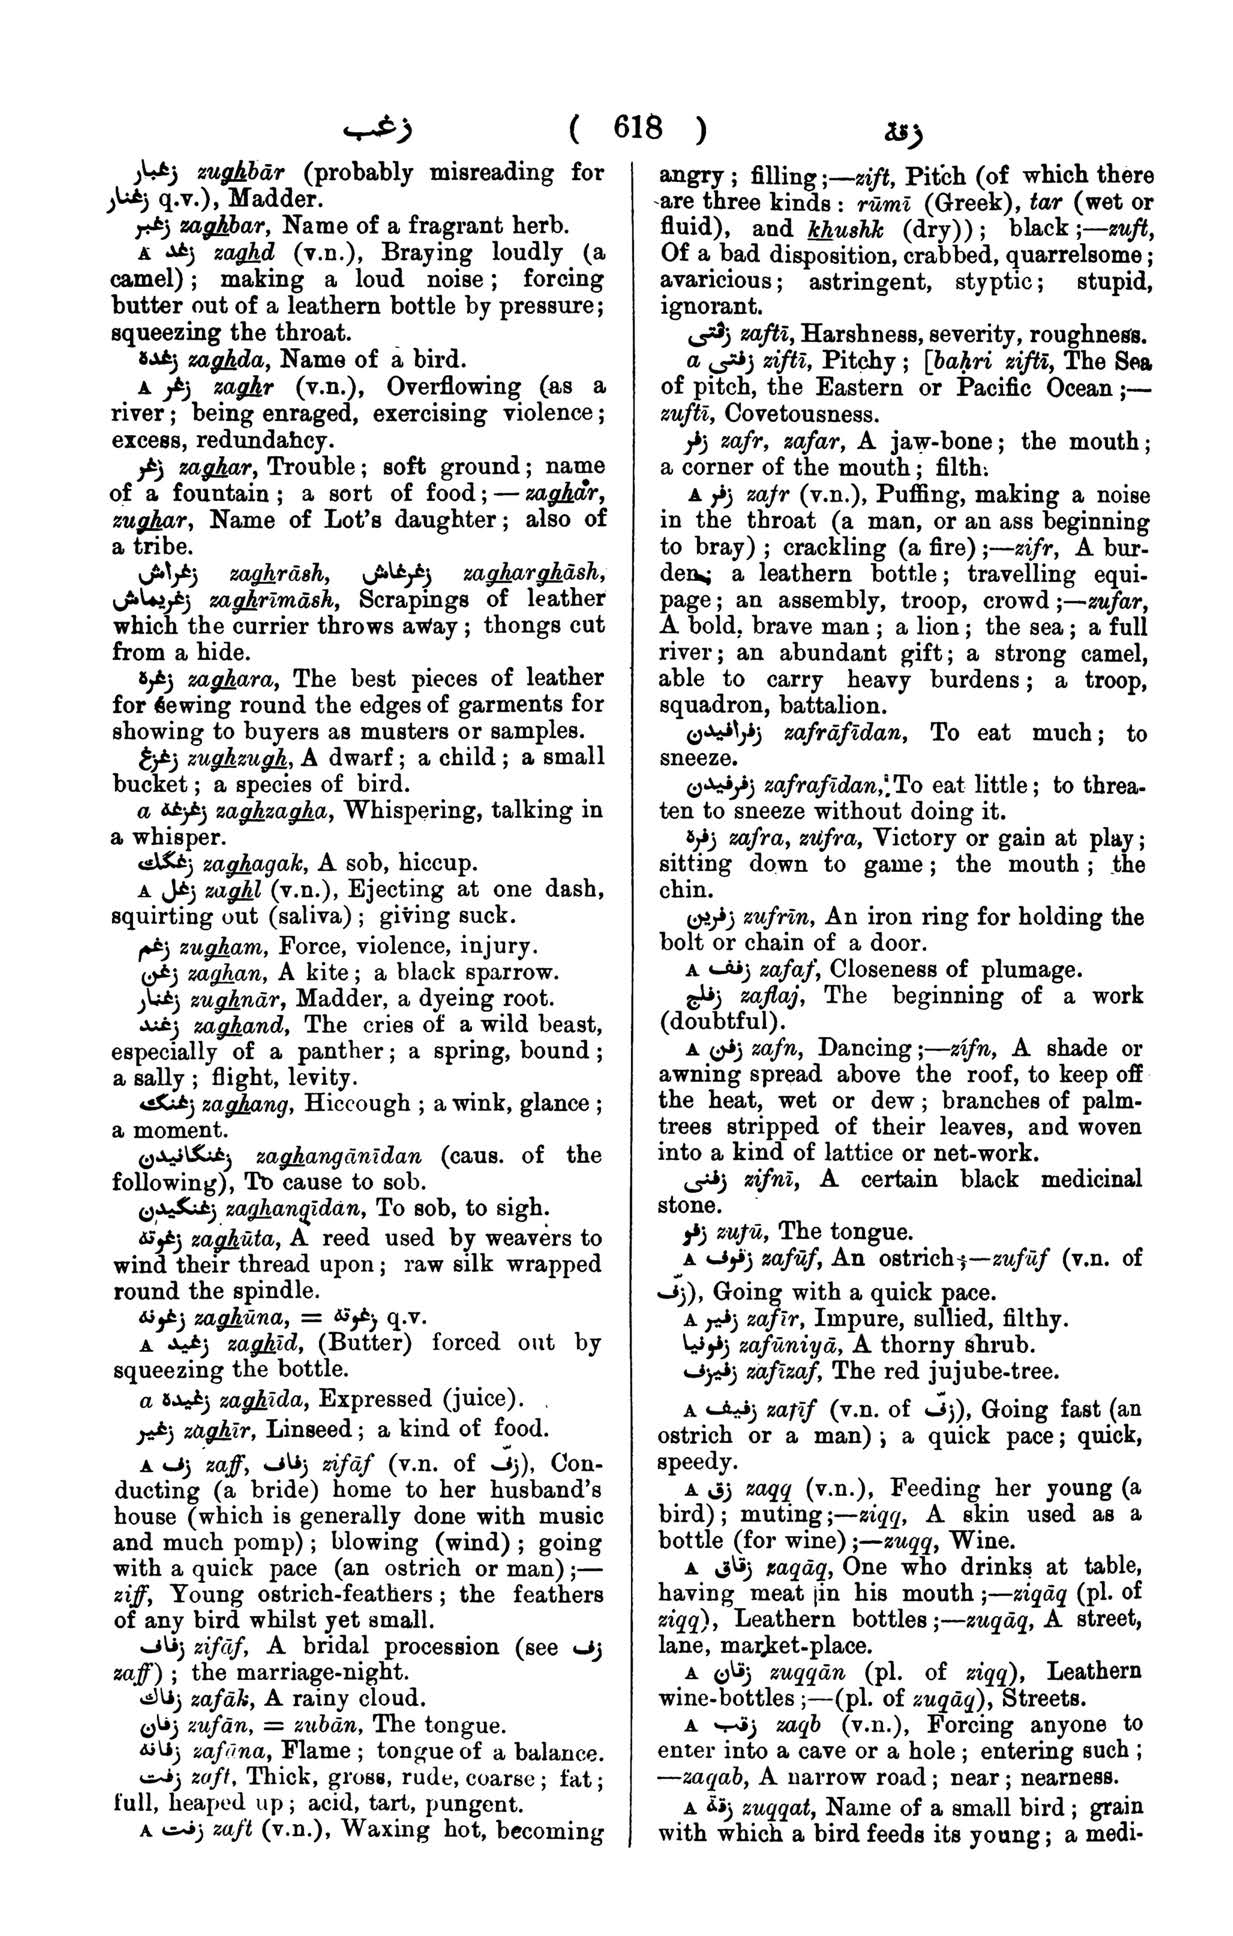 زغب ( 618 ) زقة
زغبار zughbār (probably misreading for
زغنار q.v.), Madder.
زغبر zaghbar, Name of a fragrant herb.
A زغد zaghd (v.n.), Braying loudly (a
camel); making a loud noise; forcing
butter out of a leathern bottle by pressure;
squeezing the throat.
زغده zaghda, Name of a bird.
A زغر zaghr (v.n.), Overflowing (as a
river; being enraged, exercising violence;
excess, redundancy.
زغر zaghar, Trouble; soft ground; name
of a fountain; a sort of food;—zaghar,
zughar, Name of Lot's daughter; also of
a tribe.
زغراش zaghrāsh, زغرغاش zagharghāsh,
زغريماش zaghrīmāsh, Scrapings of leather
which the currier throws away; thongs cut
from a hide.
زغره zaghara, The best pieces of leather
for sewing round the edges of garments for
showing to buyers as musters or samples.
زغزغ zughzugh, A dwarf; a child; a small
bucket; a species of bird.
a زغزغة zaghzagha, Whispering, talking in
a whisper.
زغگك zaghagak, A sob, hiccup.
A زغل zaghl (v.n.), Ejecting at one dash,
squirting out (saliva); giving suck.
زغم zugham, Force, violence, injury.
زغن zaghan, A kite; a black sparrow.
زغنار zughnār, Madder, a dyeing root.
زغند zaghand, The cries of a wild beast,
especially of a panther; a spring, bound;
a sally; flight, levity.
زغنگ zaghang, Hiccough; a wink, glance;
a moment.
زغنگانيدن zaghangānīdan (caus. of the
following), To cause to sob.
زغنگيدن zaghangīdan, To sob, to sigh.
زغوته zaghūta, A reed used by weavers to
wind their thread upon; raw silk wrapped
round the spindle.
زغونه zaghūna, = زغوته q.v.
A زغيد zaghīd, (Butter) forced out by
squeezing the bottle.
a زغيدة zaghīda, Expressed (juice).
زغير zaghīr, Linseed; a kind of food.
A زف zaff, زفاف zifāf (v.n. of زفّ), Con-
ducting (a bride) home to her husband's
house (which is generally done with music
and much pomp); blowing (wind); going
with a quick pace (an ostrich or man);—
ziff, Young ostrich-feathers; the feathers
of any bird whilst yet small.
زفاف zifāf, A bridal procession (see زف
zaff); the marriage-night.
زفاك zafāk, A rainy cloud.
زفان zufān, = zubān, The tongue.
زفانه zafāna, Flame; tongue of a balance.
زفت zaft, Thick, gross, rude, coarse; fat;
full, heaped up; acid, tart, pungent.
A زفت zaft (v.n.), Waxing hot, becoming
angry; filling;—zift, Pitch (of which there
are three kinds: rūmī (Greek), tar (wet or
fluid), and khushk (dry)); black;—zuft,
Of a bad disposition, crabbed, quarrelsome;
avaricious; astringent, styptic; stupid,
ignorant.
زفتى zaftī, Harshness, severity, roughness.
a زفتى ziftī, Pitchy; [baḥri ziftī, The Sea
of pitch, the Eastern or Pacific Ocean;—
zuftī, Covetousness.
زفر zafr, zafar, A jaw-bone; the mouth;
a corner of the mouth; filth.
A زفر zafr (v.n.), Puffing, making a noise
in the throat (a man, or an ass beginning
to bray); crackling (a fire);—zifr, A bur-
den; a leathern bottle; travelling equi-
page; an assembly, troop, crowd;—zufar,
A bold, brave man; a lion; the sea; a full
river; an abundant gift; a strong camel,
able to carry heavy burdens; a troop,
squadron, battalion.
زفرافيدن zafrāfīdan, To eat much; to
sneeze.
زفرفيدن zafrafīdan, To eat little; to threa-
ten to sneeze without doing it.
زفره zafra, zufra, Victory or gain at play;
sitting down to game; the mouth; the
chin.
زفرين zufrīn, An iron ring for holding the
bolt or chain of a door.
A زفف zafaf, Closeness of plumage.
زفلج zaflaj, The beginning of a work
(doubtful).
A زفن zafn, Dancing;—zifn, A shade or
awning spread above the roof, to keep off
the heat, wet or dew; branches of palm-
trees stripped of their leaves, and woven
into a kind of lattice or net-work.
زفنى zifnī, A certain black medicinal
stone.
زفو zufū, The tongue.
A زفوف zafūf, An ostrich;—zufūf (v.n. of
زفّ), Going with a quick pace.
A زفير zafīr, Impure, sullied, filthy.
زفونيا zafūniyā, A thorny shrub.
زفيزف zafīzaf, The red jujube-tree.
A زفيف zafīf (v.n. of زفّ), Going fast (an
ostrich or a man); a quick pace; quick,
speedy.
A زق zaqq (v.n.), Feeding her young (a
bird); muting;—ziqq, A skin used as a
bottle (for wine);—zuqq, Wine.
A زقاق zaqāq, One who drinks at table,
having meat in his mouth;—ziqāq (pl. of
ziqq), Leathern bottles;—zuqāq, A street,
lane, market-place.
A زقان zuqqān (pl. of ziqq), Leathern
wine-bottles;—(pl. of zuqāq), Streets.
A زقب zaqb (v.n.), Forcing anyone to
enter into a cave or a hole; entering such;
—zaqab, A narrow road; near; nearness.
A زقة zuqqat, Name of a small bird; grain
with which a bird feeds its young; a medi-